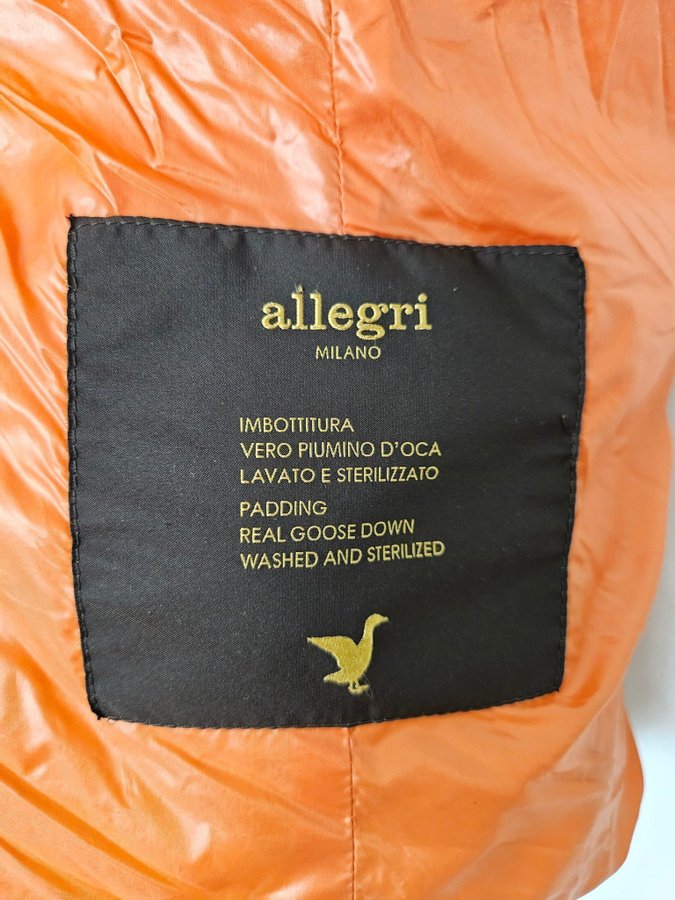 allegri
MILANO
IMBOTTITURA
VERO PIUMINO D'OCA
LAVATO E STERILIZZATO
PADDING
REAL GOOSE DOWN
WASHED AND STERILIZED